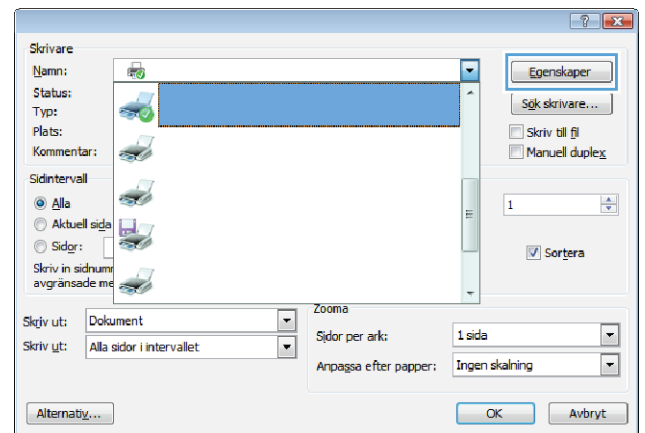 Skrivare
Namn:
Egenskaper
Status:
Sök skrivare...
Typ:
Plats:
Skriv till fil
Kommentar:
Manuell duplex
Sidintervall
Alla
1
Aktuell sida
Sidor:
Sortera
Skriv in
avgränsade
Zooma
Skriv ut: Dokument
Sidor per ark: 1 sida
Skriv ut: Alla sidor i intervallet
Anpassa efter papper: Ingen skalning
Alternativ...
OK
Avbryt